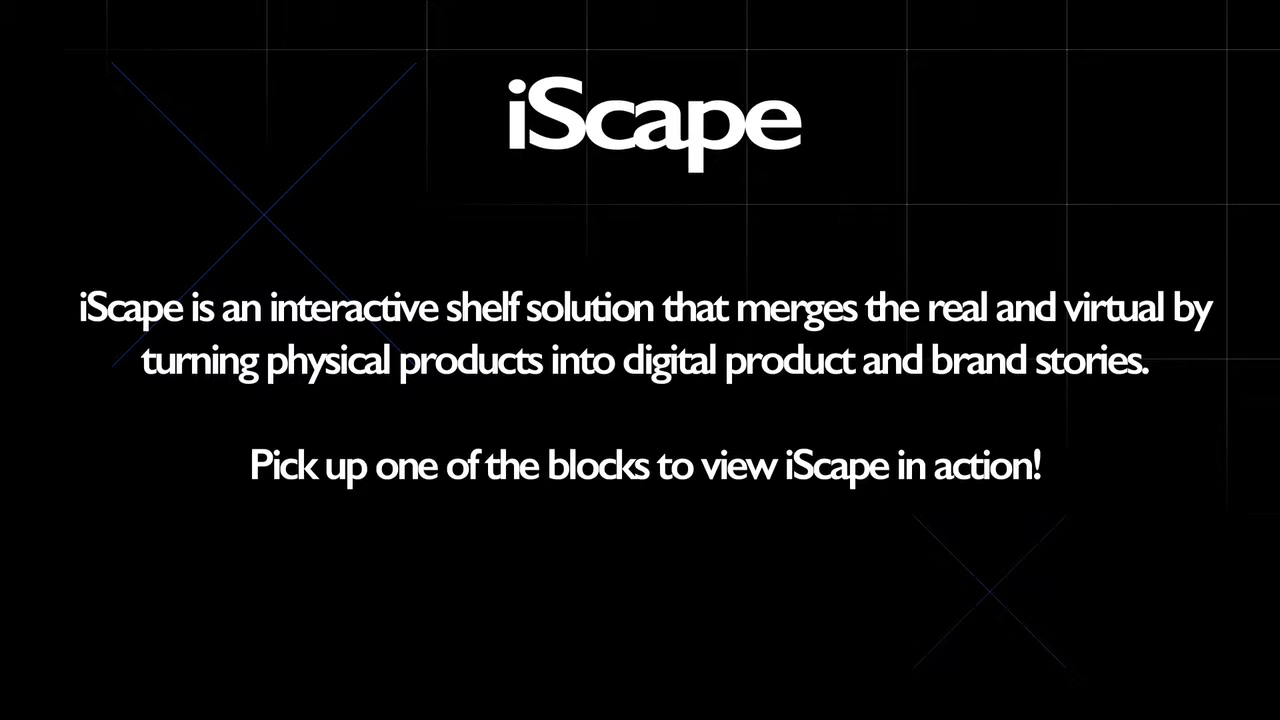 iScape
iScape is an interactive shelf solution that merges the real and virtual by
turning physical products into digital product and brand stories.
Pick up one of the blocks to view iScape in action!